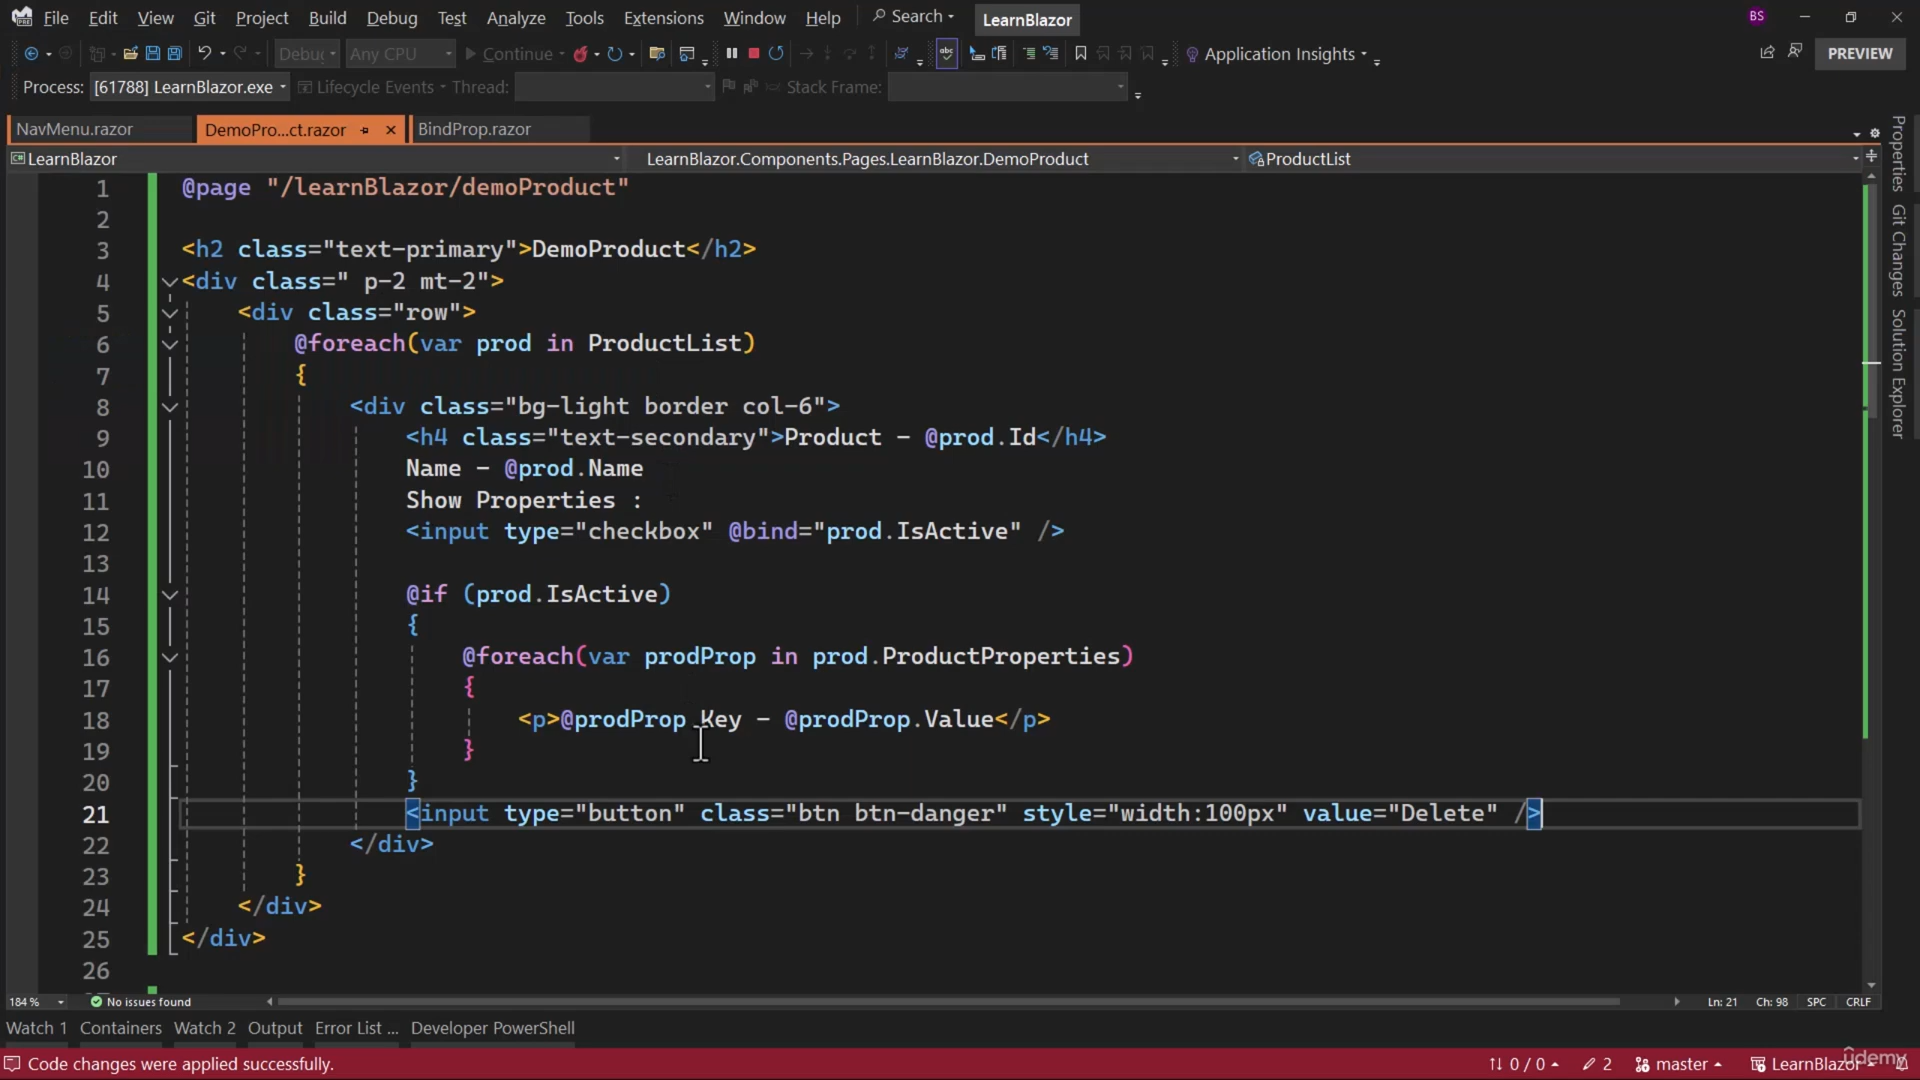 File Edit View Git Project Build Debug Test Analyze Tools Extensions Window Help Search LearnBlazor BS
Debug Any CPU Continue Application Insights PREVIEW
Process: [61788] LearnBlazor.exe Lifecycle Events Thread: Stack Frame:
NavMenu.razor DemoPro...ct.razor BindProp.razor
LearnBlazor LearnBlazor.Components.Pages.LearnBlazor.DemoProduct ProductList
1 @page "/learnBlazor/demoProduct"
2
3 <h2 class="text-primary">DemoProduct</h2>
4 <div class=" p-2 mt-2">
5 <div class="row">
6 @foreach(var prod in ProductList)
7 {
8 <div class="bg-light border col-6">
9 <h4 class="text-secondary">Product - @prod.Id</h4>
10 Name - @prod.Name
11 Show Properties :
12 <input type="checkbox" @bind="prod.IsActive" />
13
14 @if (prod.IsActive)
15 {
16 @foreach(var prodProp in prod.ProductProperties)
17 {
18 <p>@prodProp.Key - @prodProp.Value</p>
19 }
20 }
21 <input type="button" class="btn btn-danger" style="width:100px" value="Delete" />
22 </div>
23 }
24 </div>
25 </div>
26
184 % No issues found Ln: 21 Ch: 98 SPC CRLF
Watch 1 Containers Watch 2 Output Error List ... Developer PowerShell
Code changes were applied successfully. 0 / 0 2 master LearnBlazor
udemy
Properties
Git Changes
Solution Explorer